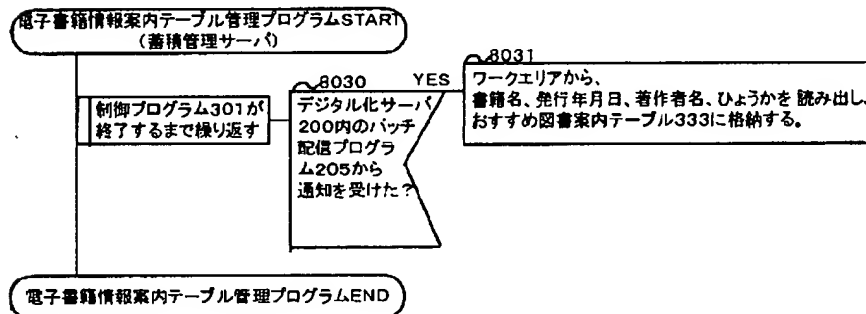 電子書籍情報案内テーブル管理プログラムSTART
(蓄積管理サーバ)
制御プログラム301が
終了するまで繰り返す
8030
YES
デジタル化サーバ
200内のバッチ
配信プログラ
ム205から
通知を受けた?
8031
ワークエリアから、
書籍名、発行年月日、著作者名、ひょうかを 読み出し、
おすすめ図書案内テーブル333に格納する。
電子書籍情報案内テーブル管理プログラムEND